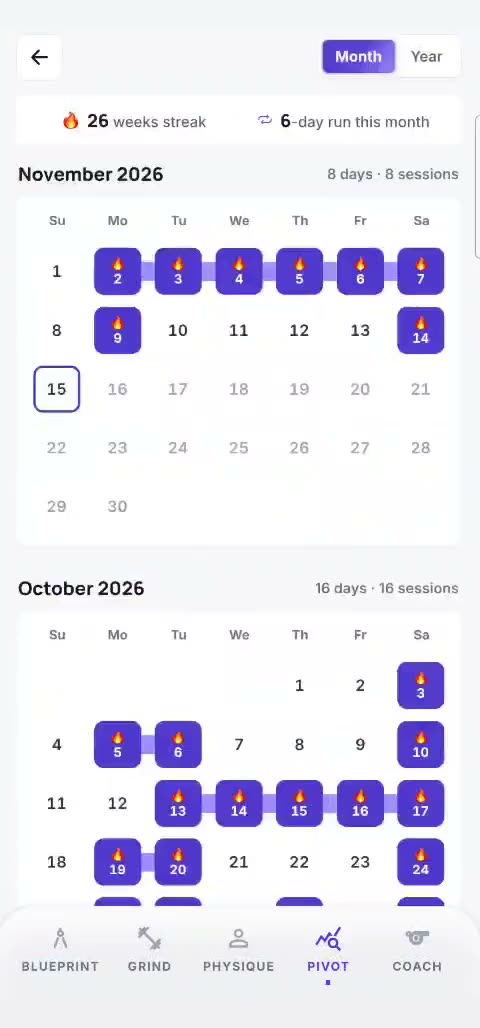 Month Year
26 weeks streak 6-day run this month
November 2026 8 days · 8 sessions
Su Mo Tu We Th Fr Sa
1 2 3 4 5 6 7
8 9 10 11 12 13 14
15 16 17 18 19 20 21
22 23 24 25 26 27 28
29 30
October 2026 16 days · 16 sessions
Su Mo Tu We Th Fr Sa
1 2 3
4 5 6 7 8 9 10
11 12 13 14 15 16 17
18 19 20 21 22 23 24
BLUEPRINT GRIND PHYSIQUE PIVOT COACH